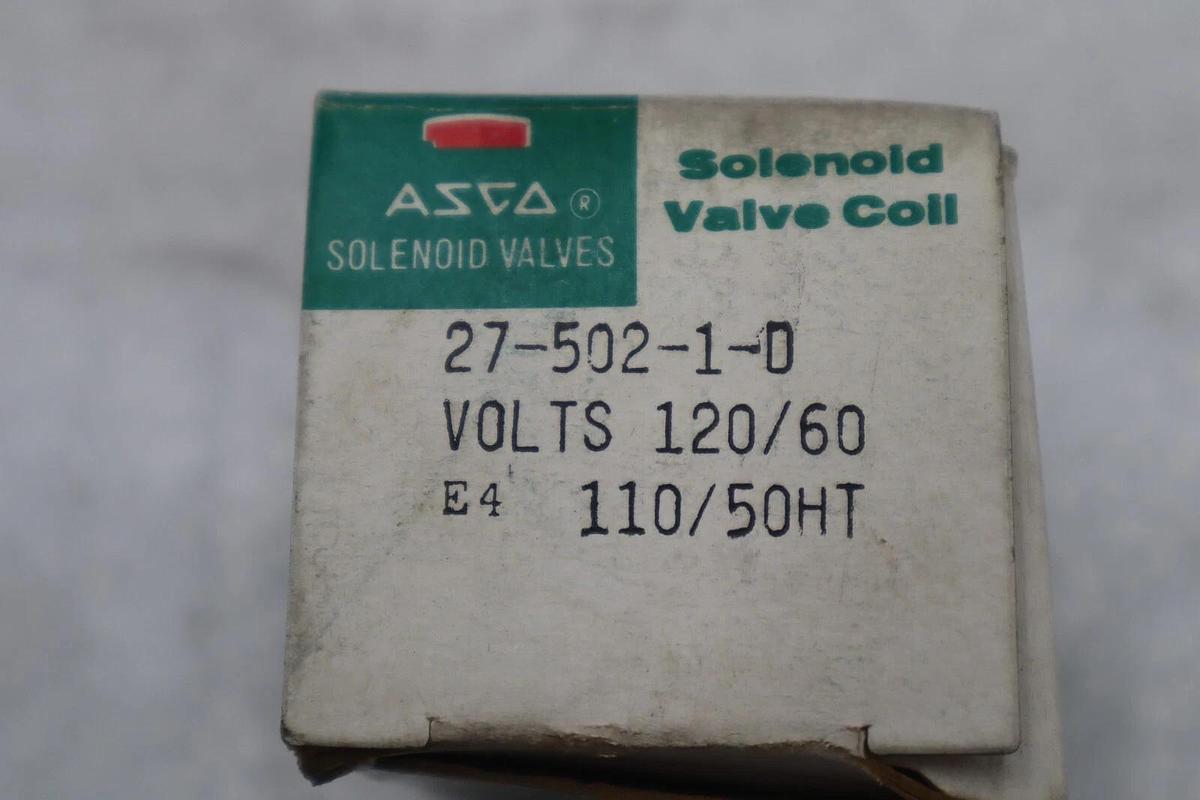 ASCO ®
SOLENOID VALVES
Solenoid
Valve Coil
27-502-1-D
VOLTS 120/60
E4 110/50HT